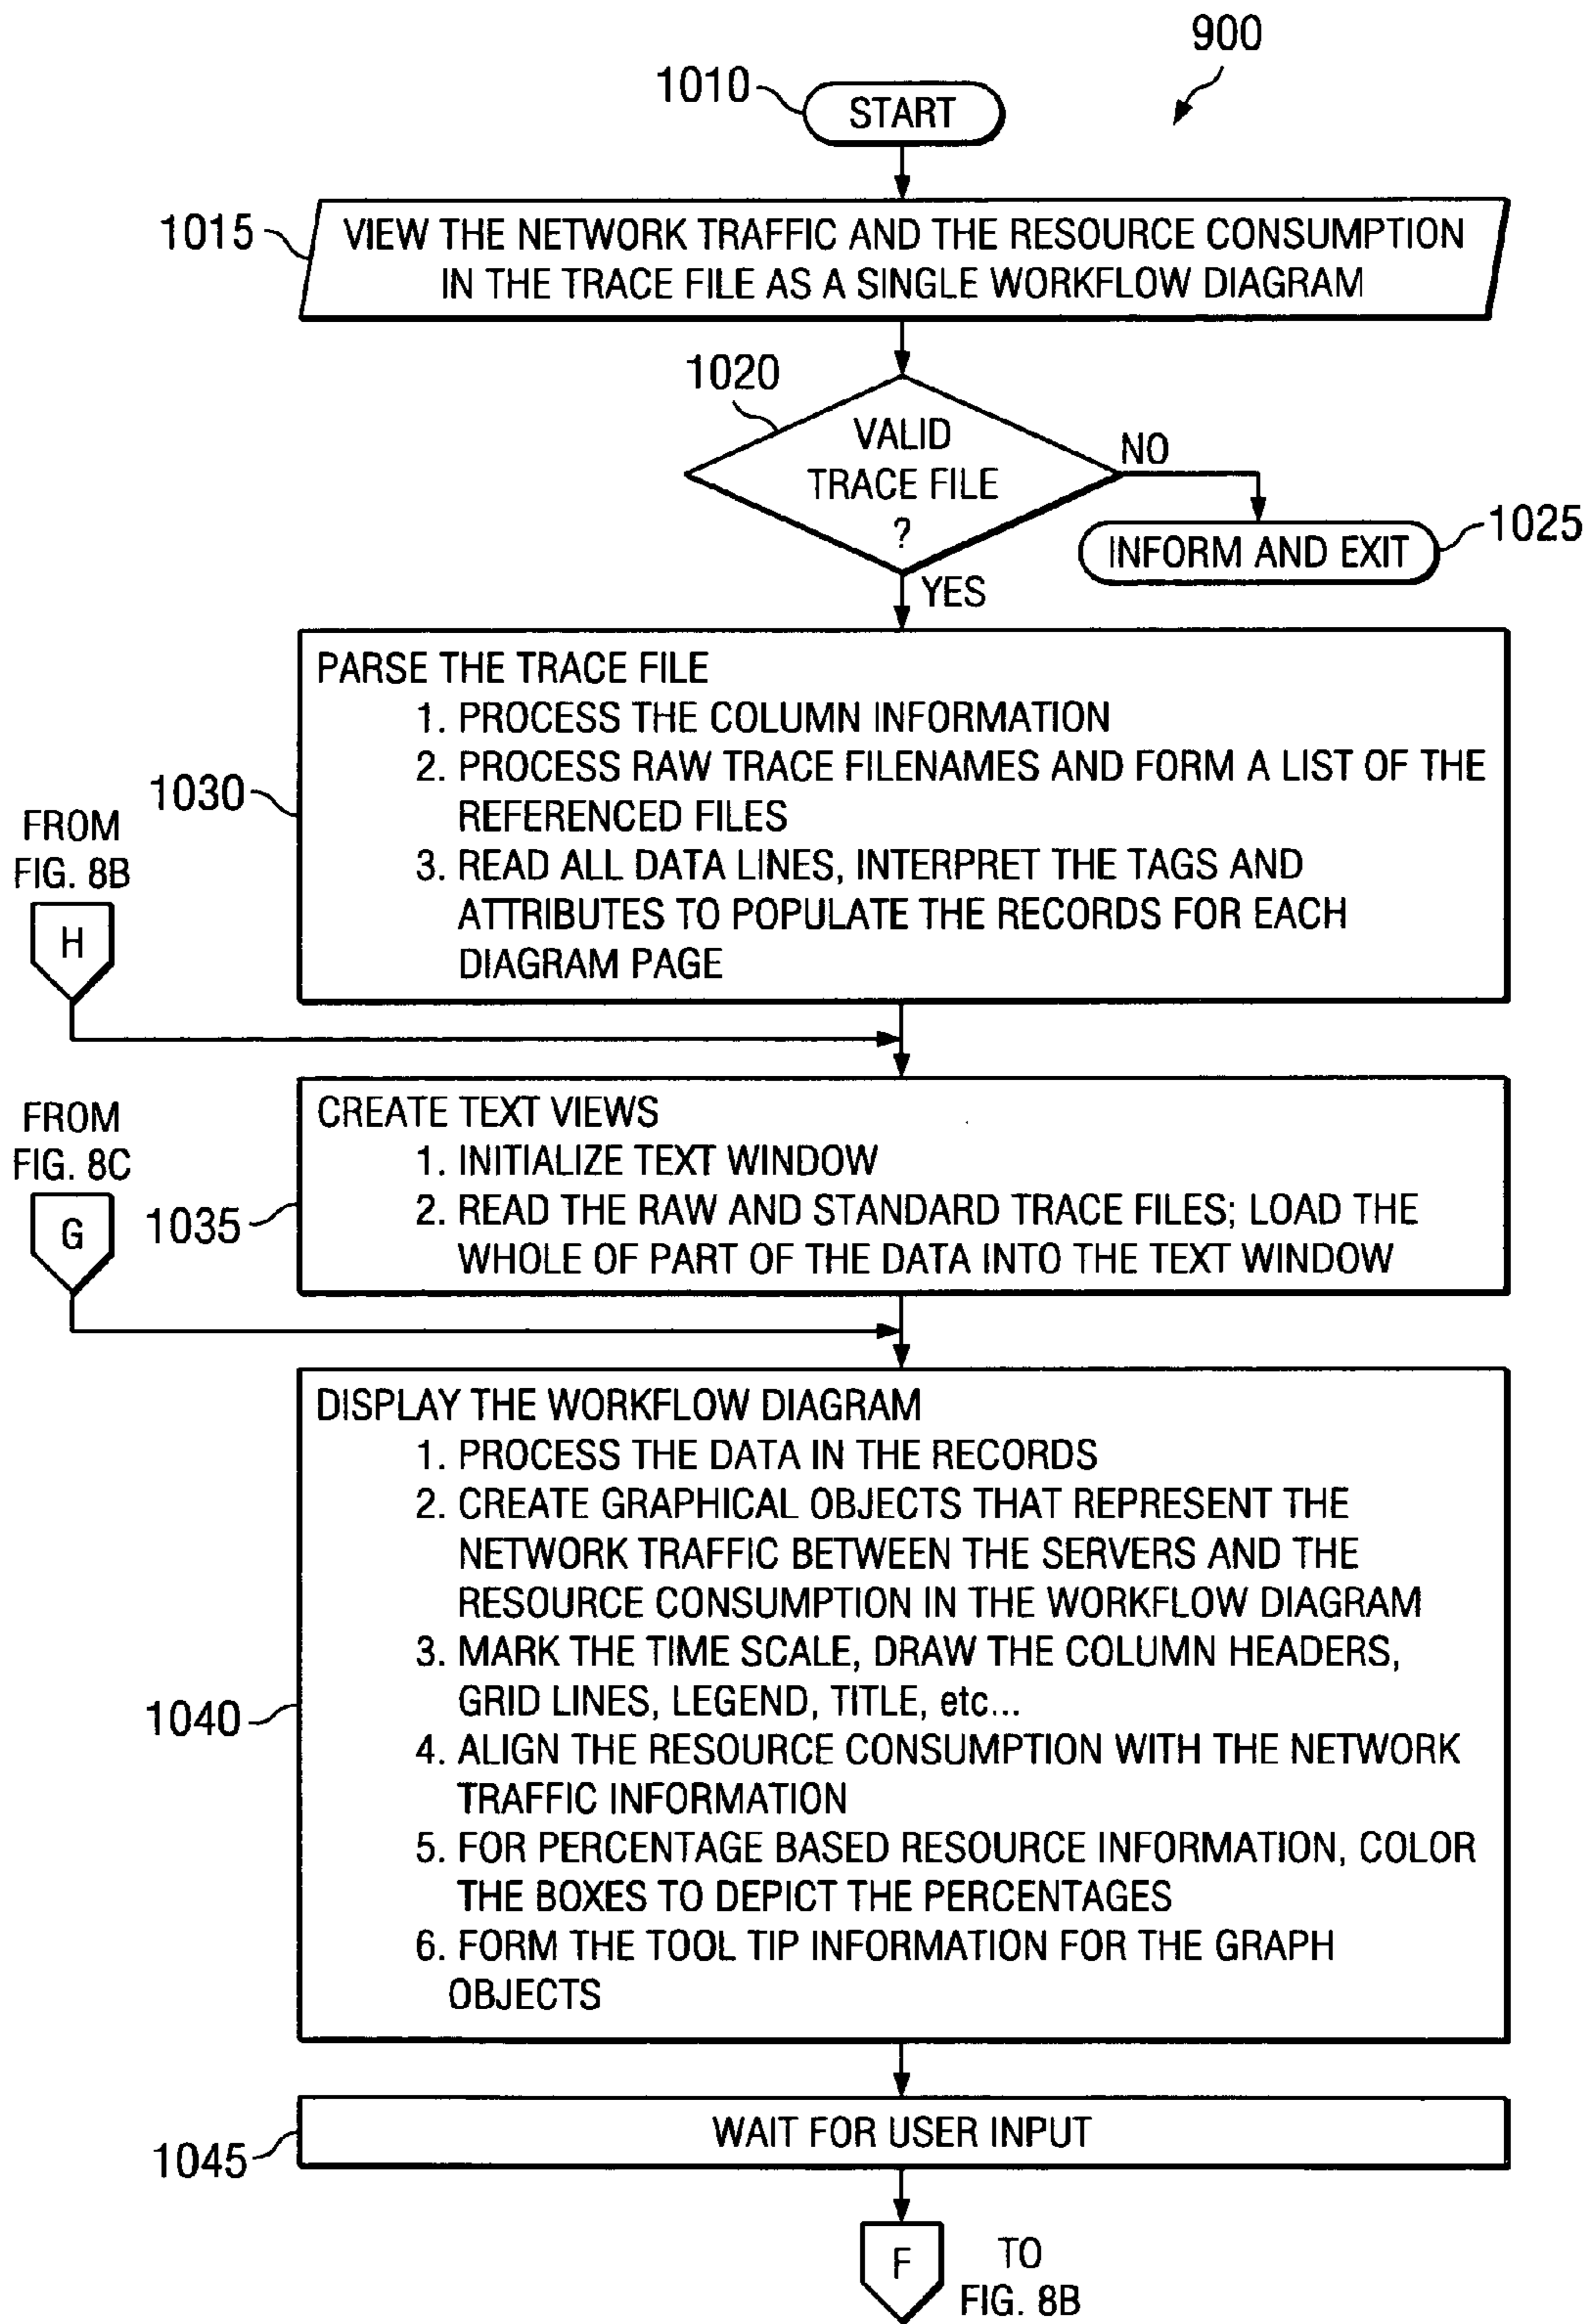 900
1010
START
1015
VIEW THE NETWORK TRAFFIC AND THE RESOURCE CONSUMPTION
IN THE TRACE FILE AS A SINGLE WORKFLOW DIAGRAM
1020
VALID
TRACE FILE
?
NO
1025
INFORM AND EXIT
YES
1030
PARSE THE TRACE FILE
1. PROCESS THE COLUMN INFORMATION
2. PROCESS RAW TRACE FILENAMES AND FORM A LIST OF THE
REFERENCED FILES
3. READ ALL DATA LINES, INTERPRET THE TAGS AND
ATTRIBUTES TO POPULATE THE RECORDS FOR EACH
DIAGRAM PAGE
FROM
FIG. 8B
H
1035
CREATE TEXT VIEWS
1. INITIALIZE TEXT WINDOW
2. READ THE RAW AND STANDARD TRACE FILES; LOAD THE
WHOLE OF PART OF THE DATA INTO THE TEXT WINDOW
FROM
FIG. 8C
G
1040
DISPLAY THE WORKFLOW DIAGRAM
1. PROCESS THE DATA IN THE RECORDS
2. CREATE GRAPHICAL OBJECTS THAT REPRESENT THE
NETWORK TRAFFIC BETWEEN THE SERVERS AND THE
RESOURCE CONSUMPTION IN THE WORKFLOW DIAGRAM
3. MARK THE TIME SCALE, DRAW THE COLUMN HEADERS,
GRID LINES, LEGEND, TITLE, etc...
4. ALIGN THE RESOURCE CONSUMPTION WITH THE NETWORK
TRAFFIC INFORMATION
5. FOR PERCENTAGE BASED RESOURCE INFORMATION, COLOR
THE BOXES TO DEPICT THE PERCENTAGES
6. FORM THE TOOL TIP INFORMATION FOR THE GRAPH
OBJECTS
1045
WAIT FOR USER INPUT
F
TO
FIG. 8B